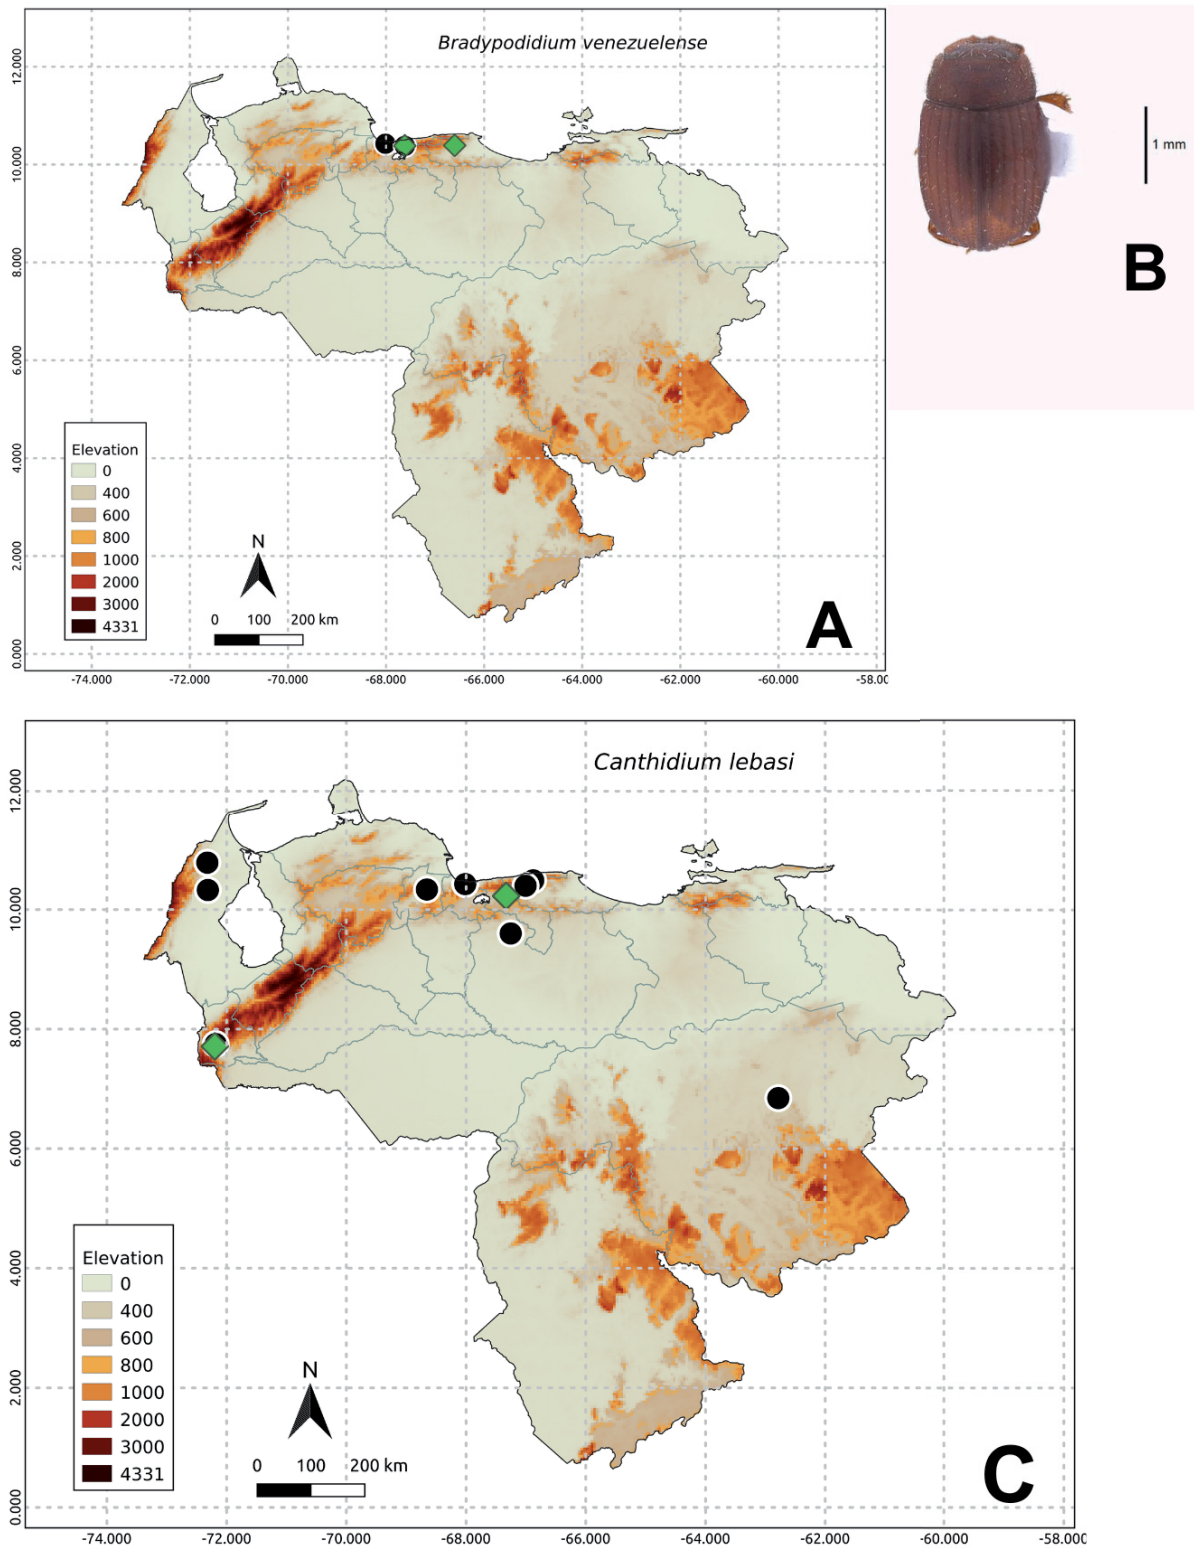 Bradypodidium venezuelense
12.000
10.000
8.000
6.000
4.000
2.000
0.000
Elevation
0
400
600
800
1000
2000
3000
4331
N
0 100 200 km
A
-74.000 -72.000 -70.000 -68.000 -66.000 -64.000 -62.000 -60.000 -58.00
1 mm
B
Canthidium lebasi
12.000
10.000
8.000
6.000
4.000
2.000
0.000
Elevation
0
400
600
800
1000
2000
3000
4331
N
0 100 200 km
C
-74.000 -72.000 -70.000 -68.000 -66.000 -64.000 -62.000 -60.000 -58.000